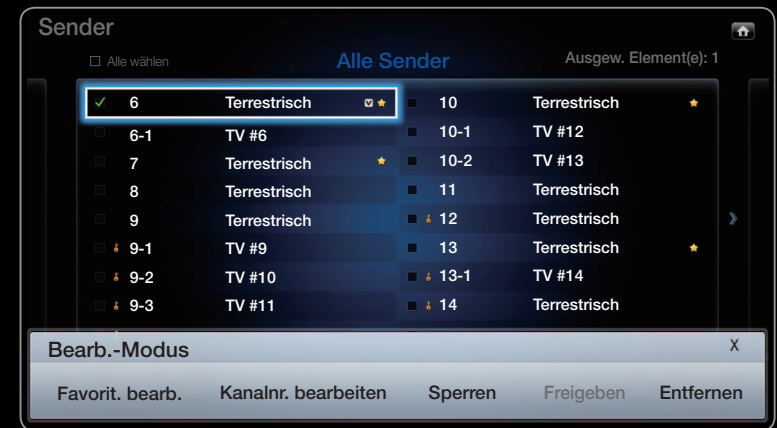 Sender
Alle wählen Alle Sender Ausgew. Element(e): 1
6 Terrestrisch 10 Terrestrisch
6-1 TV #6 10-1 TV #12
7 Terrestrisch 10-2 TV #13
8 Terrestrisch 11 Terrestrisch
9 Terrestrisch 12 Terrestrisch
9-1 TV #9 13 Terrestrisch
9-2 TV #10 13-1 TV #14
9-3 TV #11 14 Terrestrisch
Bearb.-Modus X
Favorit. bearb. Kanalnr. bearbeiten Sperren Freigeben Entfernen